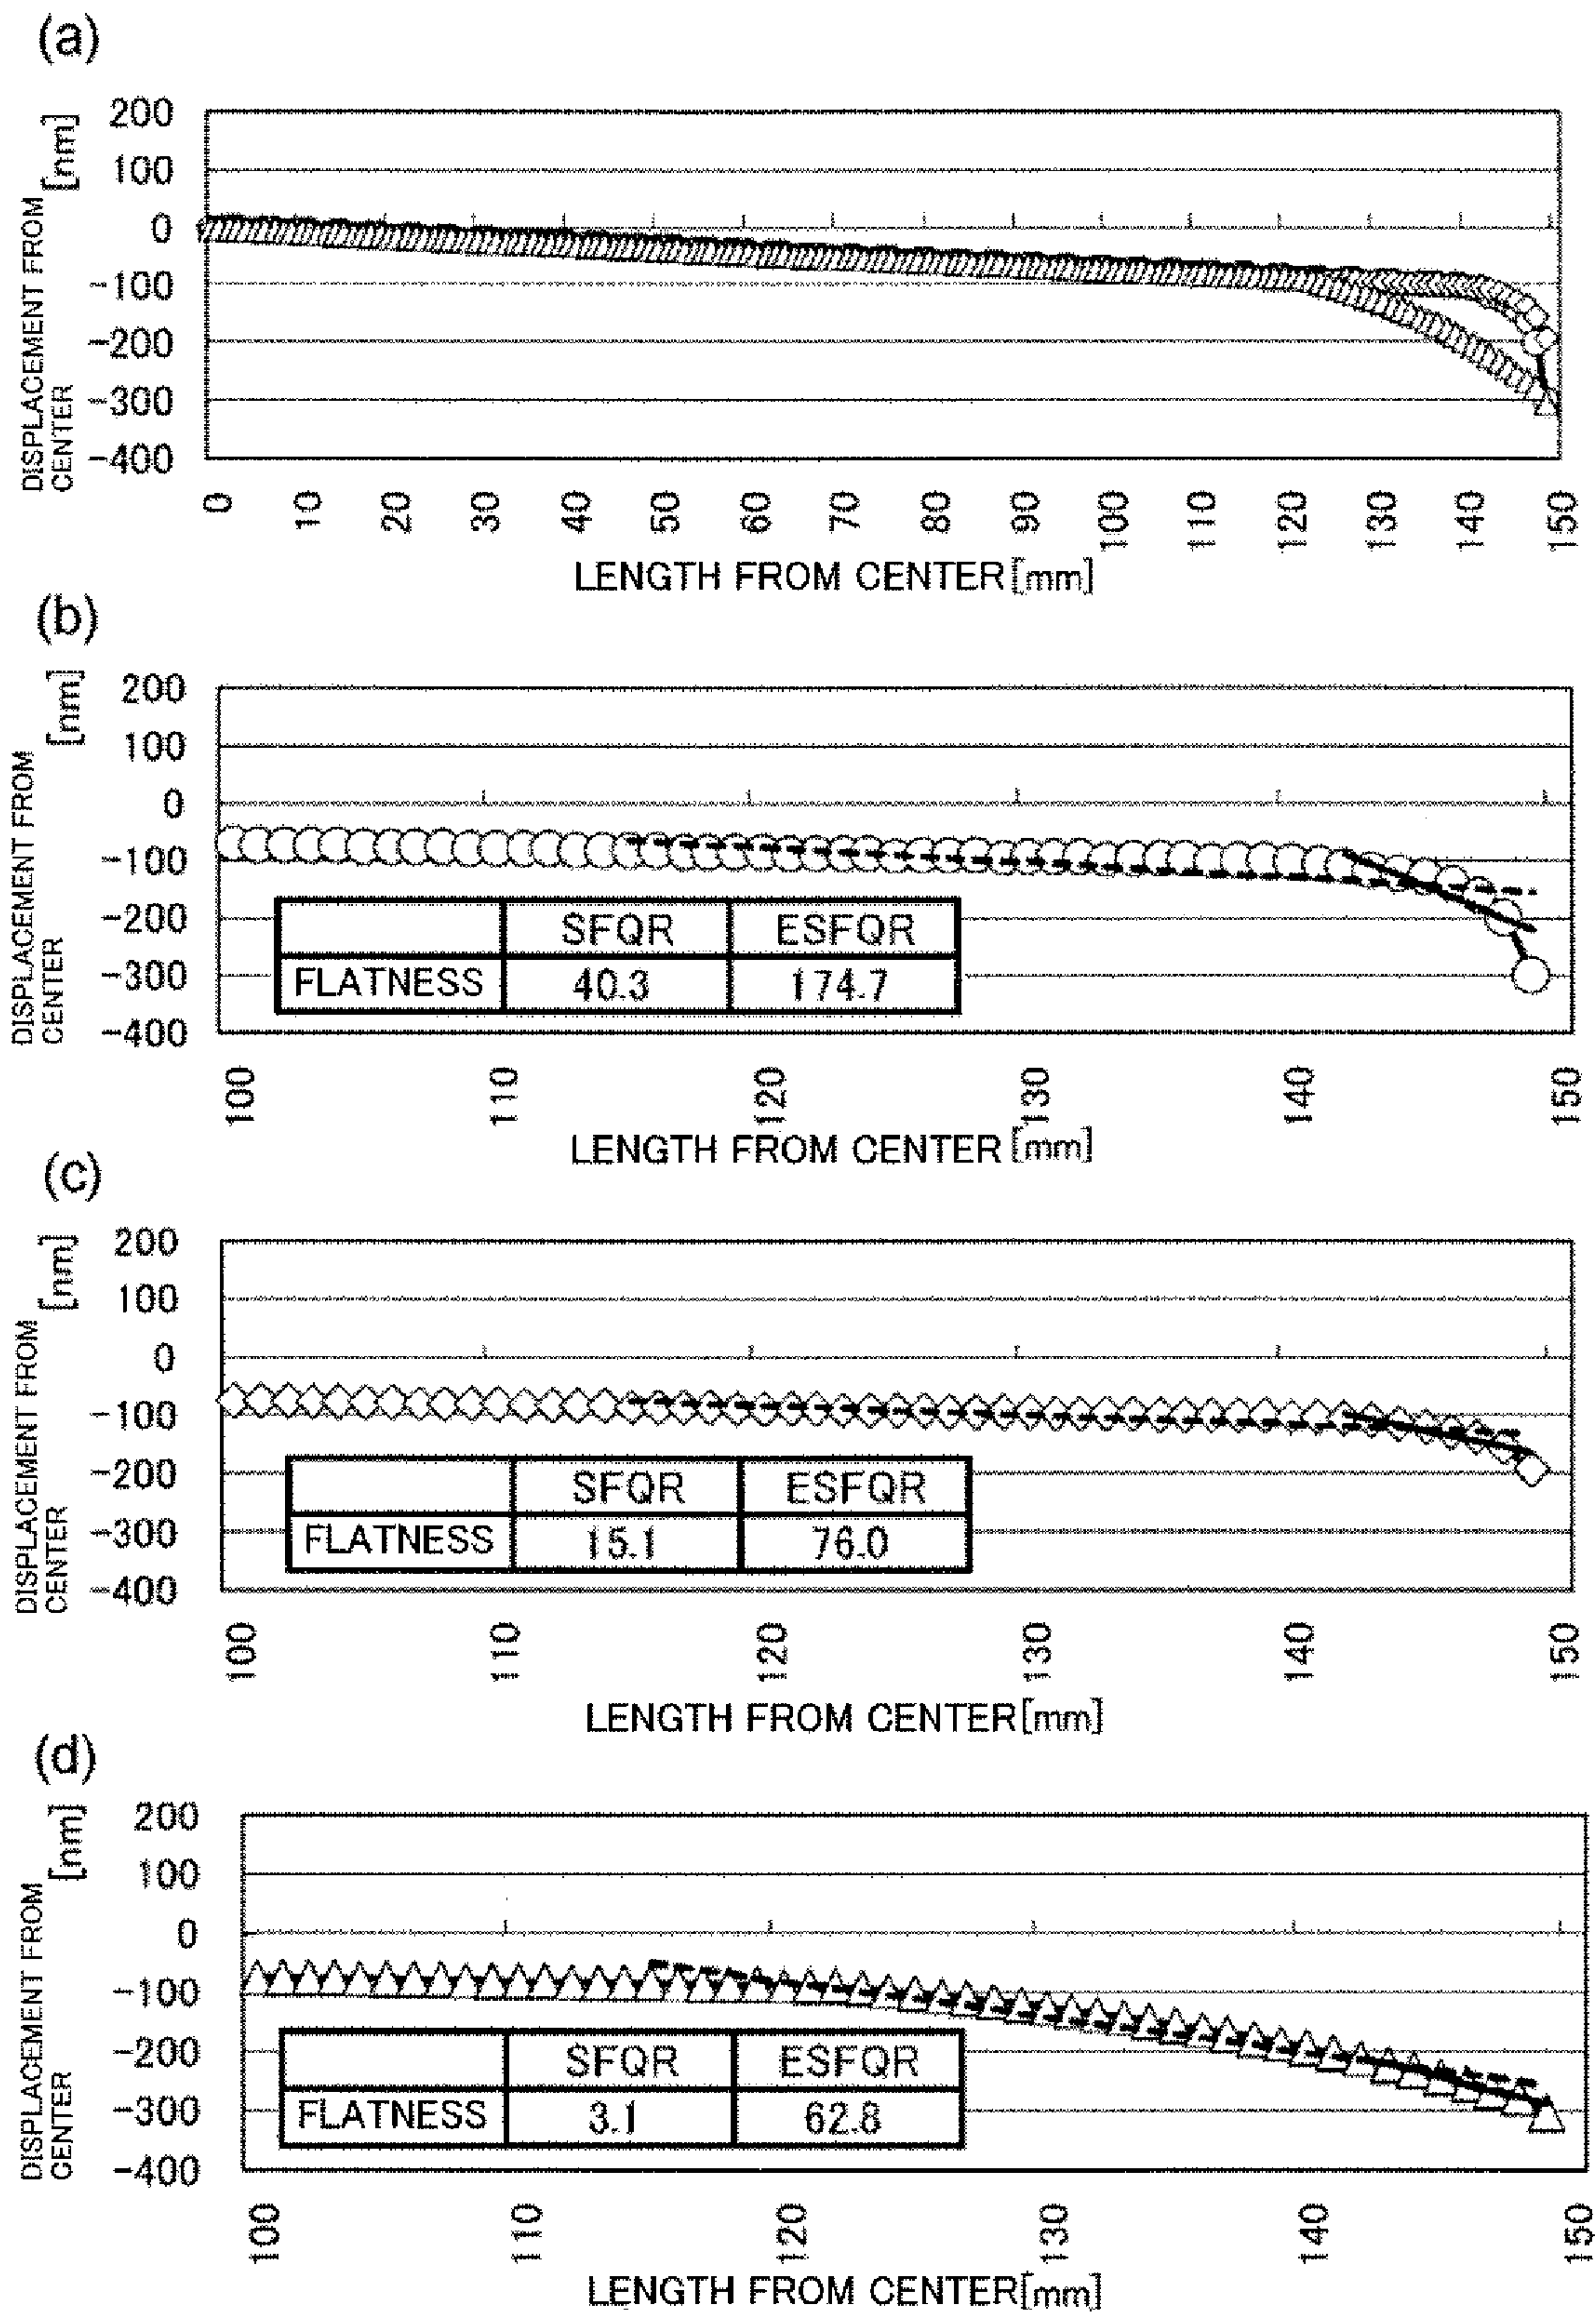 (a)
DISPLACEMENT FROM
CENTER
[nm]
200
100
0
-100
-200
-300
-400
0 10 20 30 40 50 60 70 80 90 100 110 120 130 140 150
LENGTH FROM CENTER[mm]
(b)
DISPLACEMENT FROM
CENTER
[nm]
200
100
0
-100
-200
-300
-400
SFQR ESFQR
FLATNESS 40.3 174.7
100 110 120 130 140 150
LENGTH FROM CENTER [mm]
(c)
DISPLACEMENT FROM
CENTER
[nm]
200
100
0
-100
-200
-300
-400
SFQR ESFQR
FLATNESS 15.1 76.0
100 110 120 130 140 150
LENGTH FROM CENTER[mm]
(d)
DISPLACEMENT FROM
CENTER
[nm]
200
100
0
-100
-200
-300
-400
SFQR ESFQR
FLATNESS 3.1 62.8
100 110 120 130 140 150
LENGTH FROM CENTER[mm]